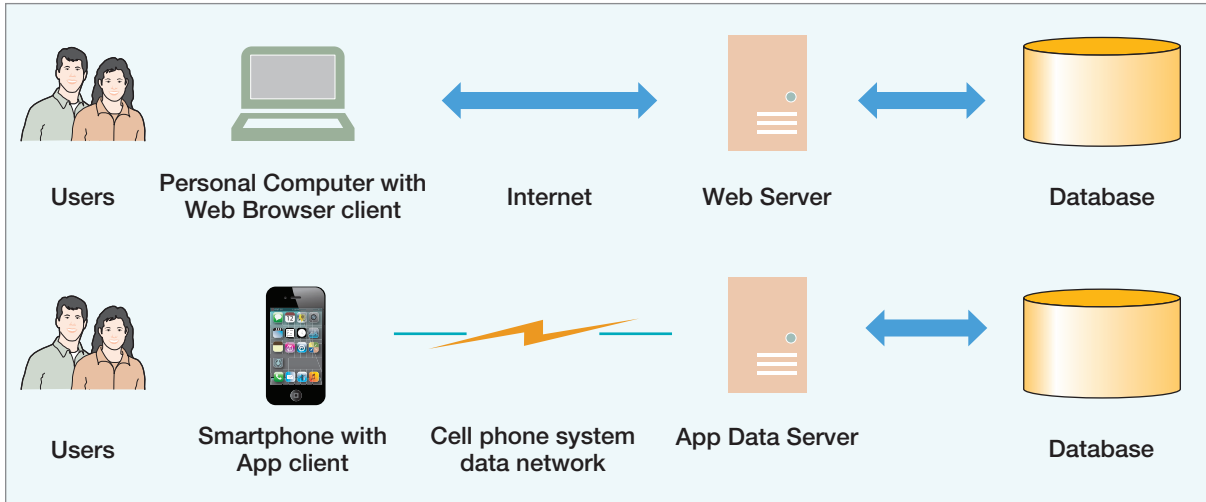 Users
Personal Computer with
Web Browser client
Internet
Web Server
Database
Users
Smartphone with
App client
Cell phone system
data network
App Data Server
Database